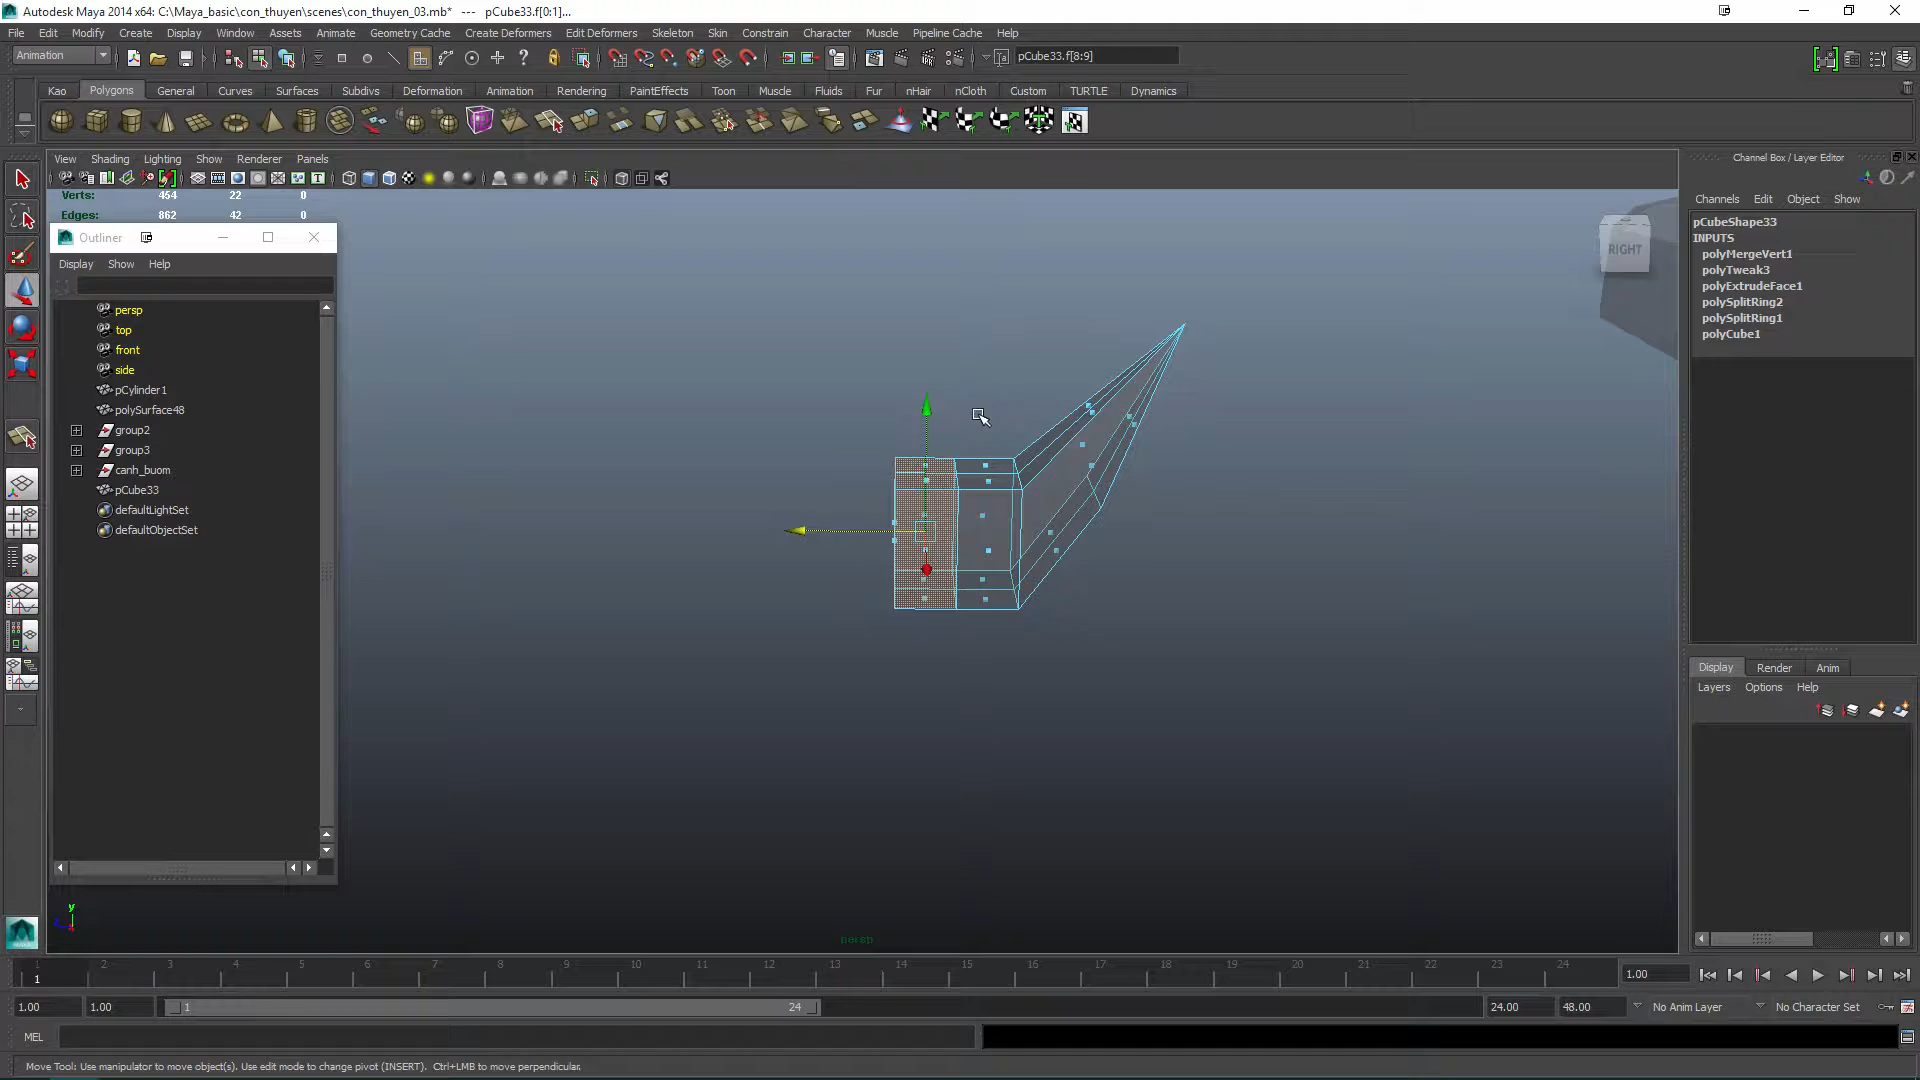 Autodesk Maya 2014 x64: C:\Maya_basic\con_thuyen\scenes\con_thuyen_03.mb*   ---   pCube33.f[0:1]...
File Edit Modify Create Display Window Assets Animate Geometry Cache Create Deformers Edit Deformers Skeleton Skin Constrain Character Muscle Pipeline Cache Help
Animation
pCube33.f[8:9]
Kao Polygons General Curves Surfaces Subdivs Deformation Animation Rendering PaintEffects Toon Muscle Fluids Fur nHair nCloth Custom TURTLE Dynamics
View Shading Lighting Show Renderer Panels
Verts: 454 22 0
Edges: 862 42 0
Outliner
Display Show Help
persp
top
front
side
pCylinder1
polySurface48
group2
group3
canh_buom
pCube33
defaultLightSet
defaultObjectSet
RIGHT
y
persp
Channel Box / Layer Editor
Channels Edit Object Show
pCubeShape33
INPUTS
polyMergeVert1
polyTweak3
polyExtrudeFace1
polySplitRing2
polySplitRing1
polyCube1
Display Render Anim
Layers Options Help
1 2 3 4 5 6 7 8 9 10 11 12 13 14 15 16 17 18 19 20 21 22 23 24
1
1.00
1.00 1.00 1 24 24.00 48.00 No Anim Layer No Character Set
MEL
Move Tool: Use manipulator to move object(s). Use edit mode to change pivot (INSERT).  Ctrl+LMB to move perpendicular.